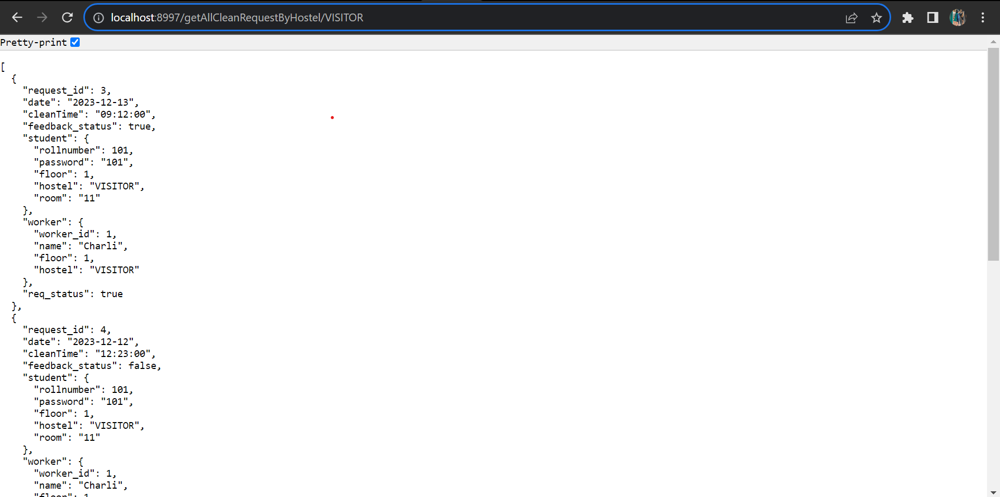 localhost:8997/getAllCleanRequestByHostel/VISITOR
Pretty-print
[
  {
    "request_id": 3,
    "date": "2023-12-13",
    "cleanTime": "09:12:00",
    "feedback_status": true,
    "student": {
      "rollnumber": 101,
      "password": "101",
      "floor": 1,
      "hostel": "VISITOR",
      "room": "11"
    },
    "worker": {
      "worker_id": 1,
      "name": "Charli",
      "floor": 1,
      "hostel": "VISITOR"
    },
    "req_status": true
  },
  {
    "request_id": 4,
    "date": "2023-12-12",
    "cleanTime": "12:23:00",
    "feedback_status": false,
    "student": {
      "rollnumber": 101,
      "password": "101",
      "floor": 1,
      "hostel": "VISITOR",
      "room": "11"
    },
    "worker": {
      "worker_id": 1,
      "name": "Charli",
      "floor": 1